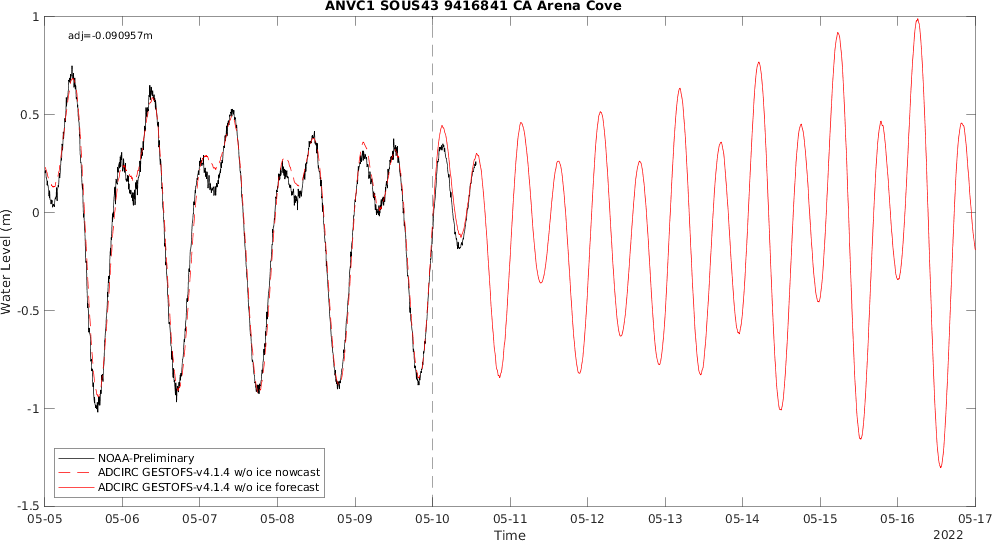 ANVC1 SOUS43 9416841 CA Arena Cove
adj=-0.090957m
1
0.5
0
-0.5
-1
-1.5
Water Level (m)
NOAA-Preliminary
ADCIRC GESTOFS-v4.1.4 w/o ice nowcast
ADCIRC GESTOFS-v4.1.4 w/o ice forecast
05-05 05-06 05-07 05-08 05-09 05-10 05-11 05-12 05-13 05-14 05-15 05-16 05-17
Time
2022